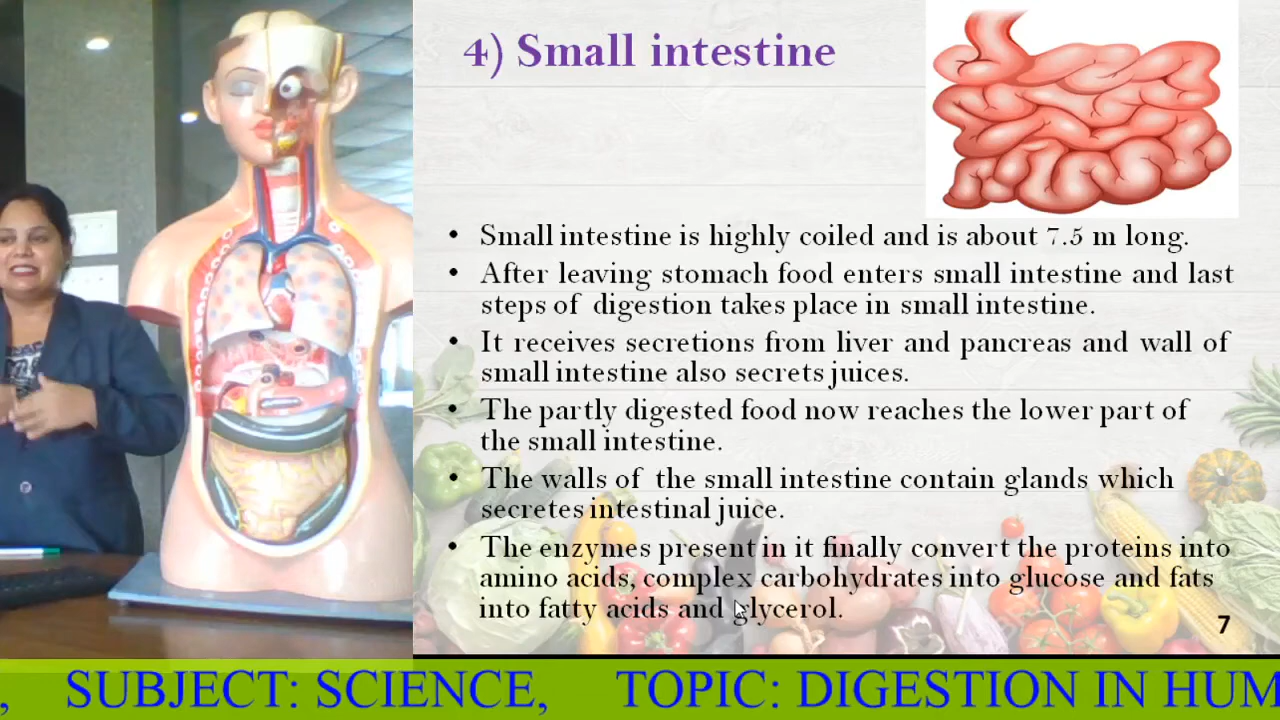 4) Small intestine
• Small intestine is highly coiled and is about 7.5 m long.
• After leaving stomach food enters small intestine and last
steps of digestion takes place in small intestine.
• It receives secretions from liver and pancreas and wall of
small intestine also secrets juices.
• The partly digested food now reaches the lower part of
the small intestine.
• The walls of the small intestine contain glands which
secretes intestinal juice.
• The enzymes present in it finally convert the proteins into
amino acids, complex carbohydrates into glucose and fats
into fatty acids and glycerol.
7
, SUBJECT: SCIENCE, TOPIC: DIGESTION IN HUM